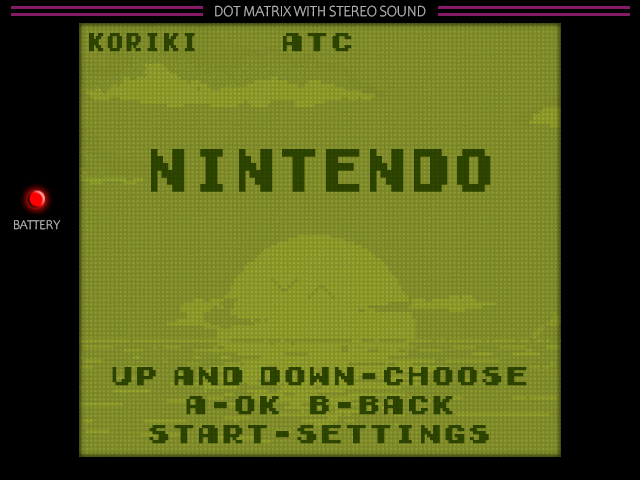 DOT MATRIX WITH STEREO SOUND
KORIKI ATC
NINTENDO
BATTERY
UP AND DOWN-CHOOSE
A-OK B-BACK
START-SETTINGS